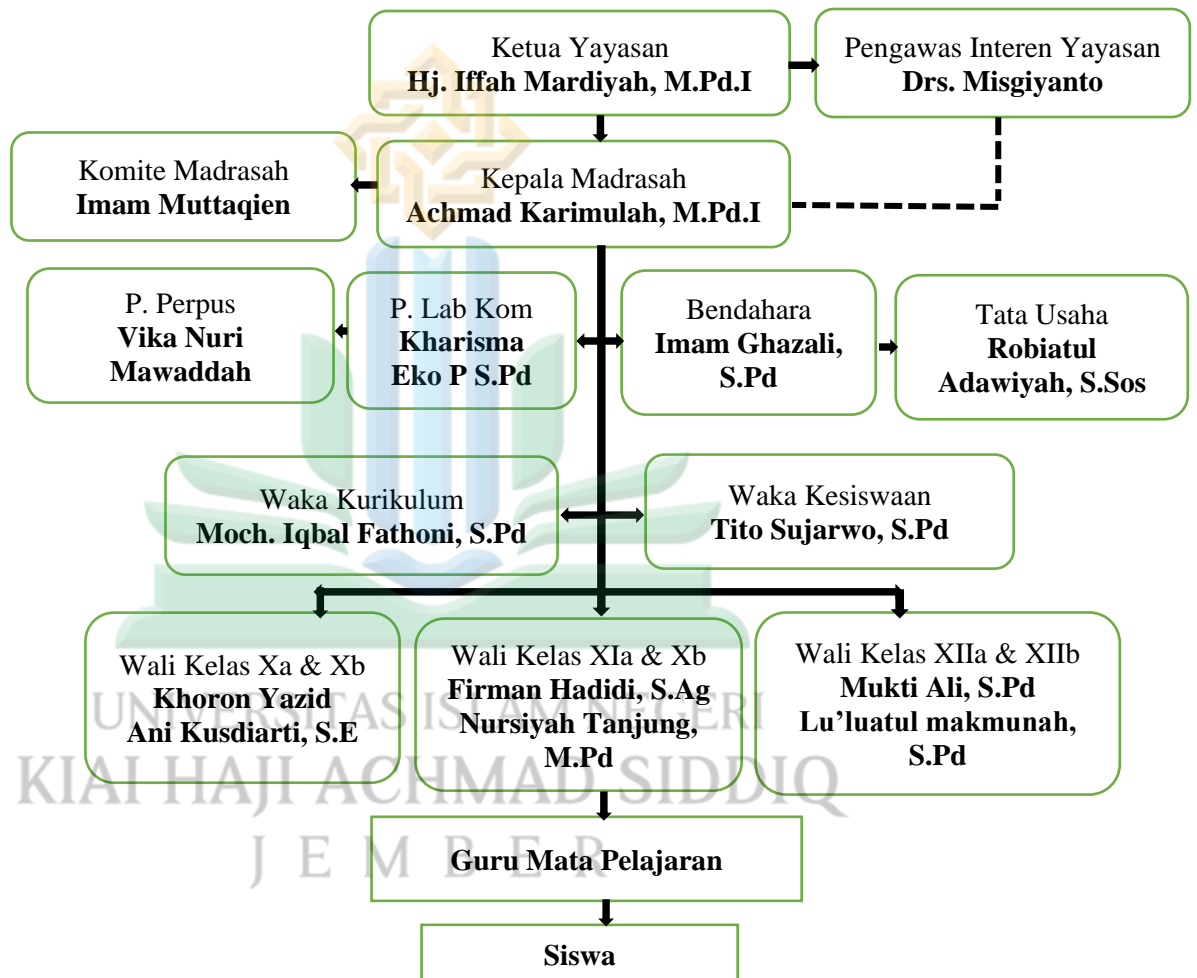 Ketua Yayasan
Hj. Iffah Mardiyah, M.Pd.I
Pengawas Interen Yayasan
Drs. Misgiyanto
Komite Madrasah
Imam Muttaqien
Kepala Madrasah
Achmad Karimulah, M.Pd.I
P. Perpus
Vika Nuri
Mawaddah
P. Lab Kom
Kharisma
Eko P S.Pd
Bendahara
Imam Ghazali,
S.Pd
Tata Usaha
Robiatul
Adawiyah, S.Sos
Waka Kurikulum
Moch. Iqbal Fathoni, S.Pd
Waka Kesiswaan
Tito Sujarwo, S.Pd
Wali Kelas Xa & Xb
Khoron Yazid
Ani Kusdiarti, S.E
Wali Kelas XIa & Xb
Firman Hadidi, S.Ag
Nursiyah Tanjung,
M.Pd
Wali Kelas XIIa & XIIb
Mukti Ali, S.Pd
Lu’luatul makmunah,
S.Pd
UNIVERSITAS ISLAM NEGERI
KIAI HAJI ACHMAD SIDDIQ
J E M B E R
Guru Mata Pelajaran
Siswa